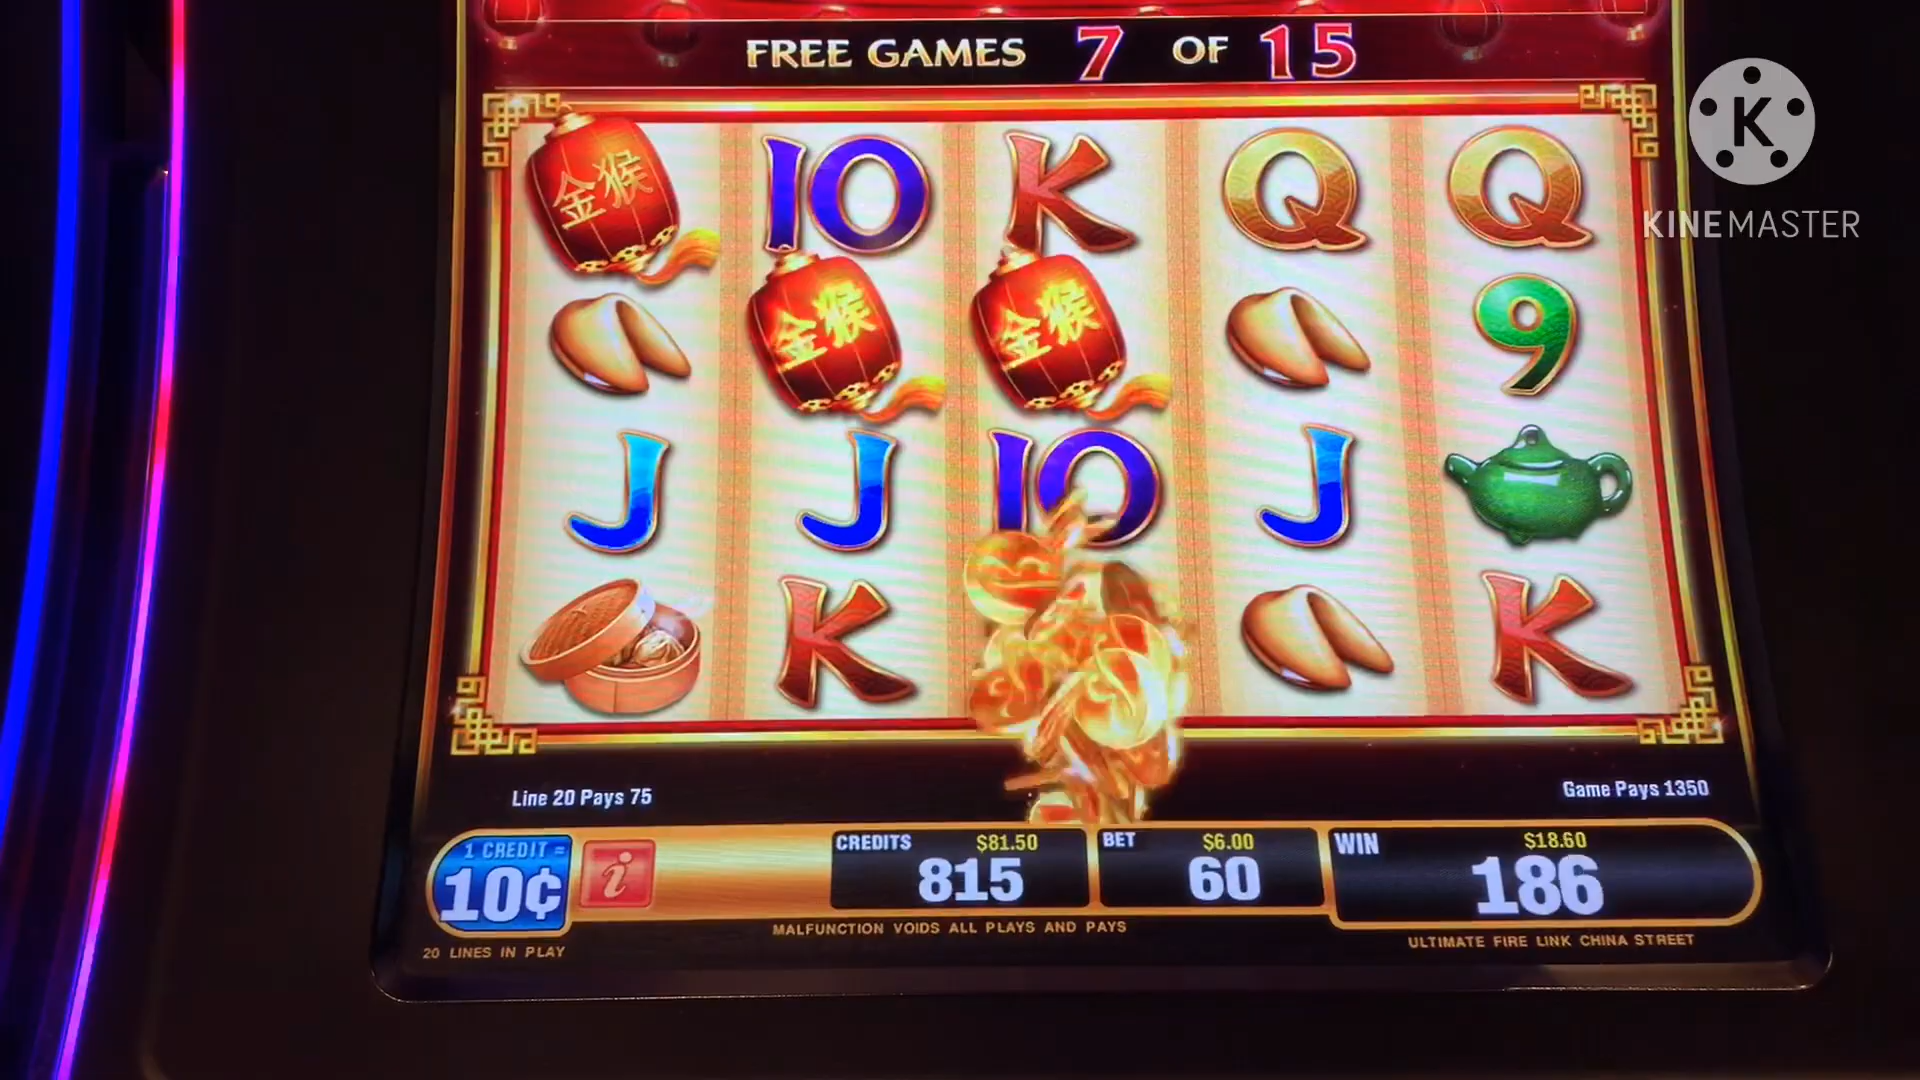 FREE GAMES 7 OF 15
K
KINEMASTER
金猴 10 K Q Q
金猴 金猴 9
J J 10 J
K K
Line 20 Pays 75
Game Pays 1350
1 CREDIT =
10¢
i
CREDITS $81.50
815
BET $6.00
60
WIN $18.60
186
20 LINES IN PLAY
MALFUNCTION VOIDS ALL PLAYS AND PAYS
ULTIMATE FIRE LINK CHINA STREET